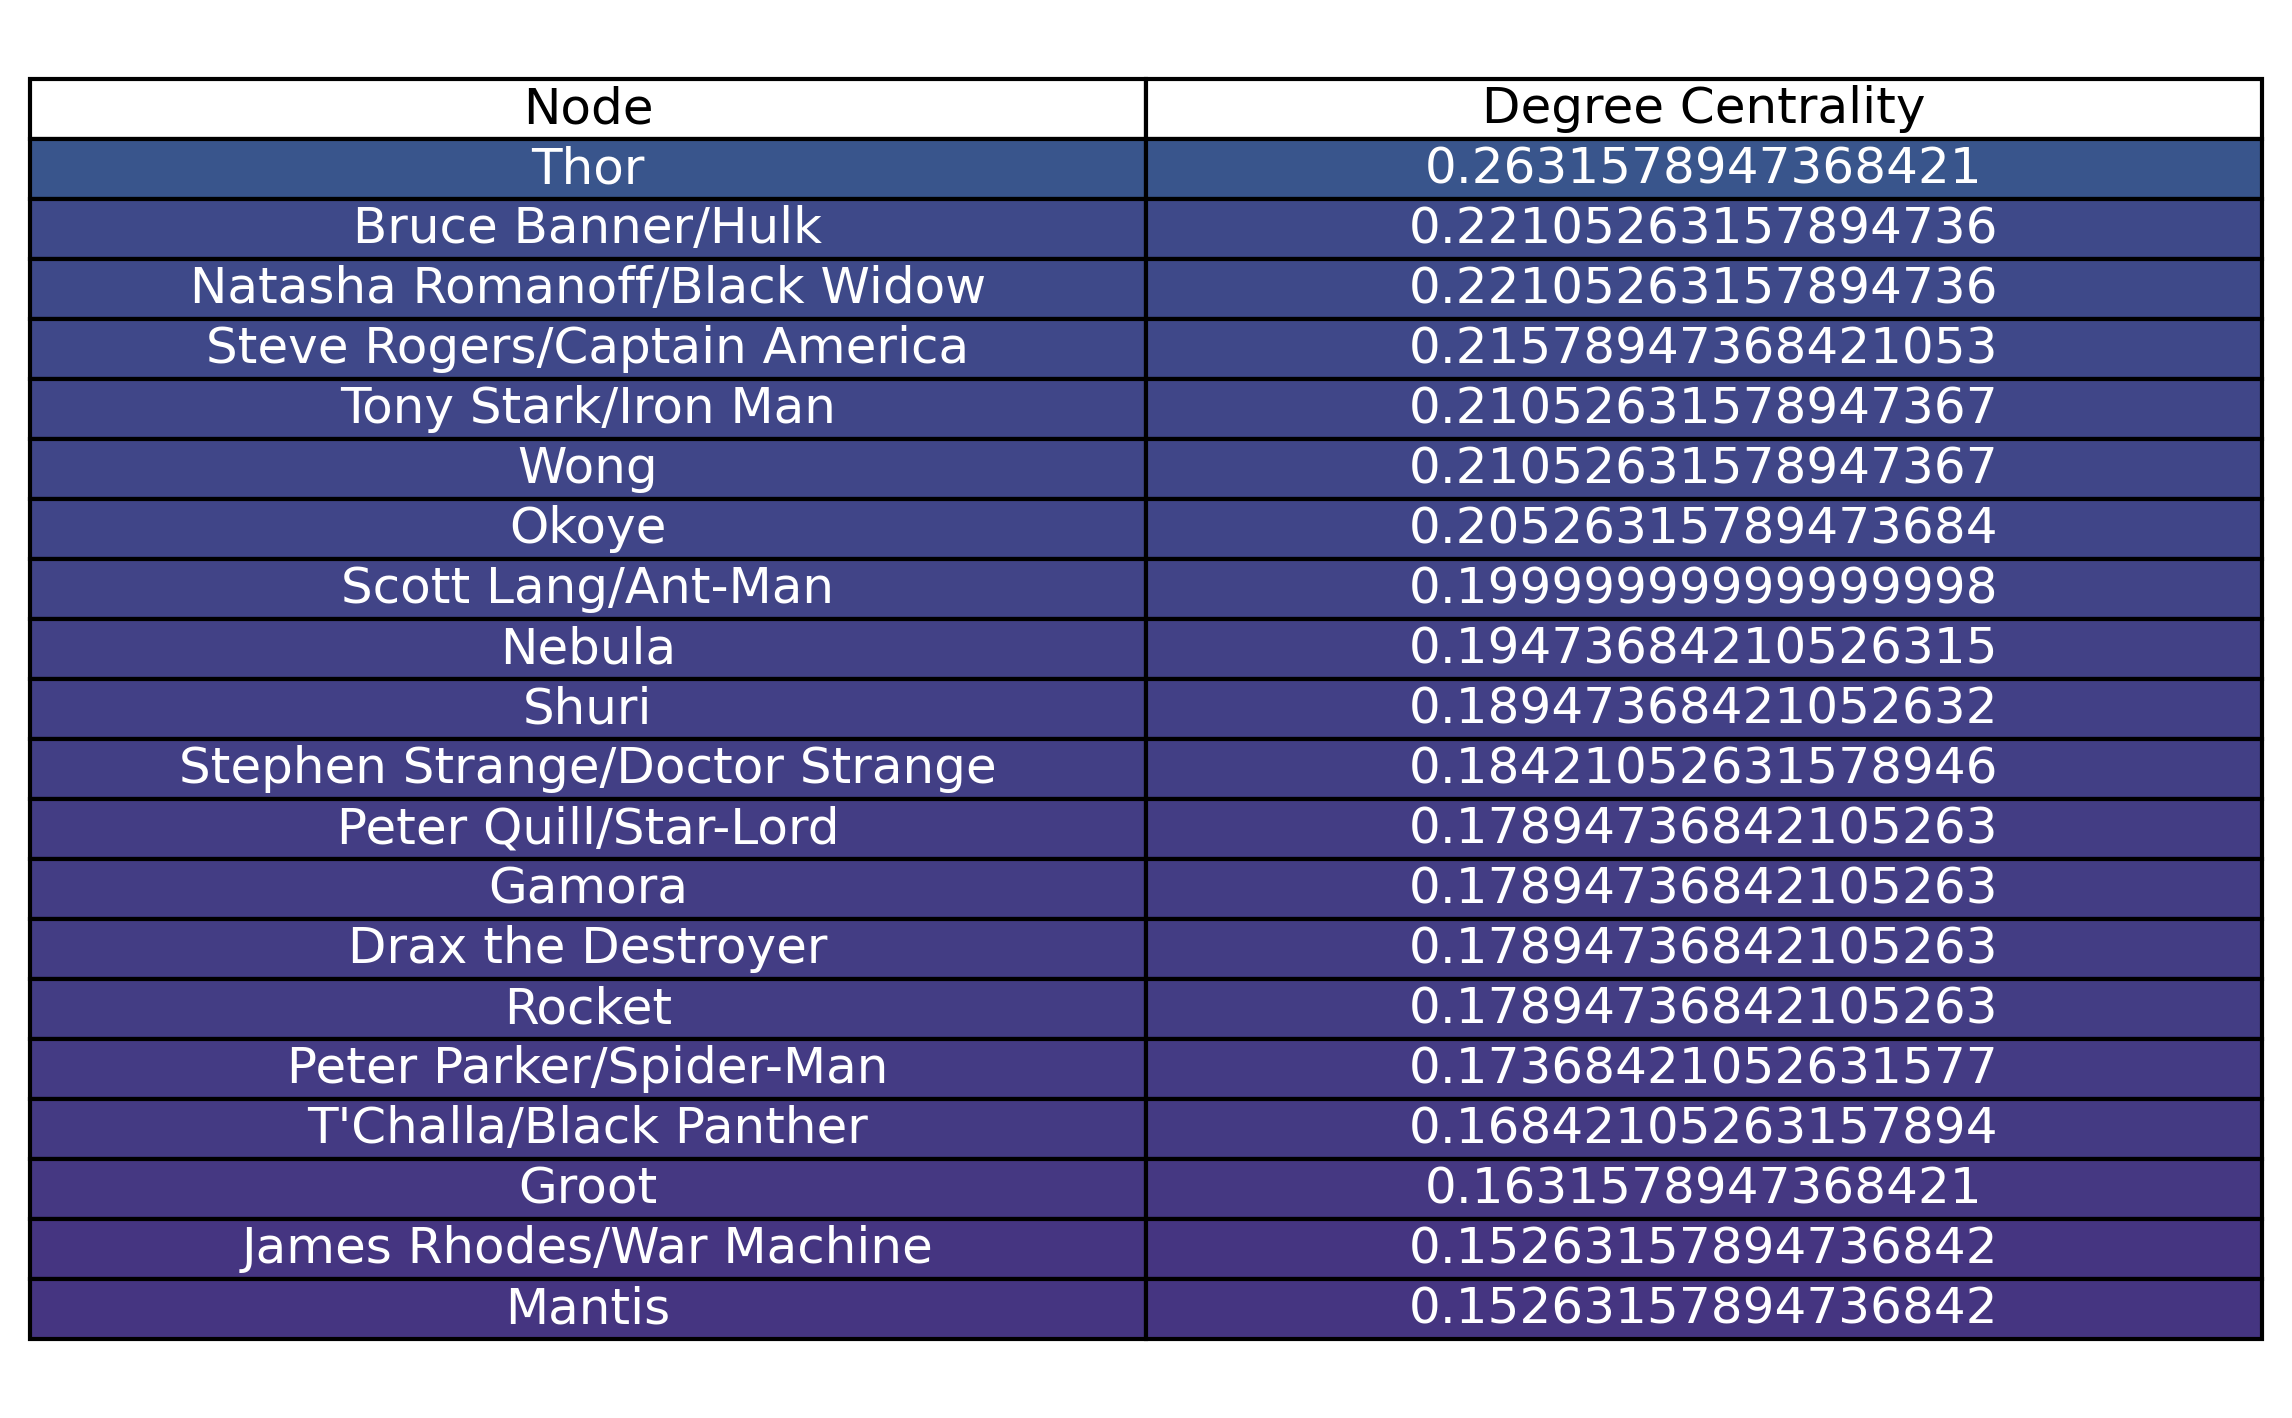 Node Degree Centrality
Thor 0.2631578947368421
Bruce Banner/Hulk 0.22105263157894736
Natasha Romanoff/Black Widow 0.22105263157894736
Steve Rogers/Captain America 0.21578947368421053
Tony Stark/Iron Man 0.21052631578947367
Wong 0.21052631578947367
Okoye 0.20526315789473684
Scott Lang/Ant-Man 0.19999999999999998
Nebula 0.19473684210526315
Shuri 0.18947368421052632
Stephen Strange/Doctor Strange 0.18421052631578946
Peter Quill/Star-Lord 0.17894736842105263
Gamora 0.17894736842105263
Drax the Destroyer 0.17894736842105263
Rocket 0.17894736842105263
Peter Parker/Spider-Man 0.17368421052631577
T'Challa/Black Panther 0.16842105263157894
Groot 0.1631578947368421
James Rhodes/War Machine 0.15263157894736842
Mantis 0.15263157894736842